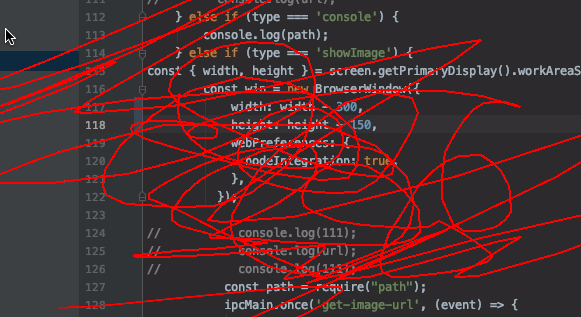 111 //         console.log(url);
112 } else if (type === 'console') {
113 console.log(path);
114 } else if (type === 'showImage') {
115 const { width, height } = screen.getPrimaryDisplay().workAreaS
116 const win = new BrowserWindow({
117 width: width - 300,
118 height: height - 150,
119 webPreferences: {
120 nodeIntegration: true,
121 },
122 });
123
124 //         console.log(111);
125 //         console.log(url);
126 //         console.log(111);
127 const path = require("path");
128 ipcMain.once('get-image-url', (event) => {